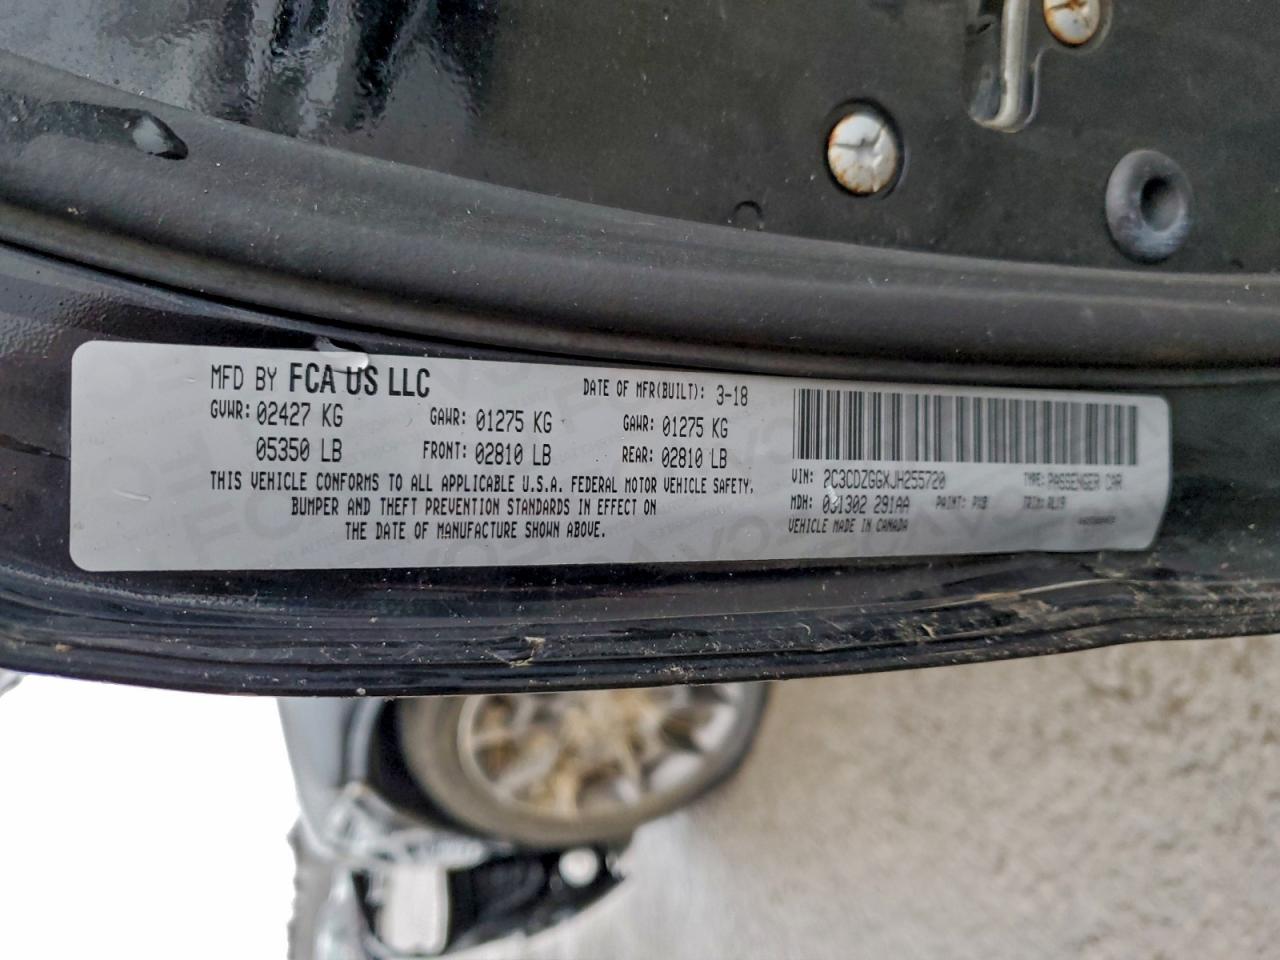 MFD BY FCA US LLC DATE OF MFR(BUILT): 3-18
GVWR: 02427 KG GAWR: 01275 KG GAWR: 01275 KG
05350 LB FRONT: 02810 LB REAR: 02810 LB
THIS VEHICLE CONFORMS TO ALL APPLICABLE U.S.A. FEDERAL MOTOR VEHICLE SAFETY,
BUMPER AND THEFT PREVENTION STANDARDS IN EFFECT ON
THE DATE OF MANUFACTURE SHOWN ABOVE.
VIN: 2C3CDZGGXJH255720 TYPE: PASSENGER CAR
MDH: 031302 291AA PAINT: PX8 TRIM: RLX9
VEHICLE MADE IN CANADA